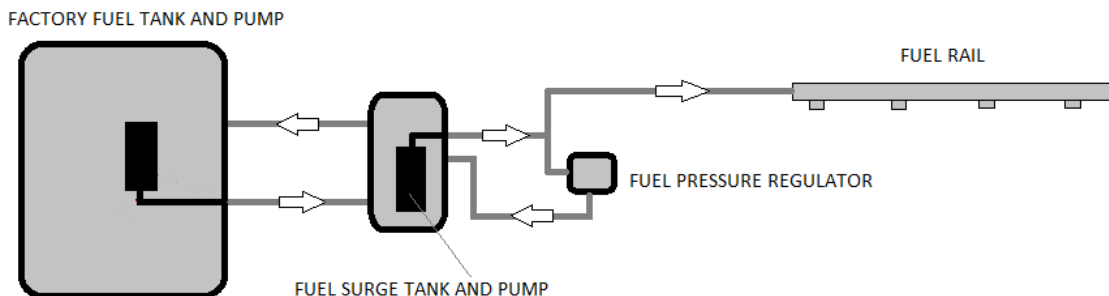 FACTORY FUEL TANK AND PUMP
FUEL RAIL
FUEL PRESSURE REGULATOR
FUEL SURGE TANK AND PUMP